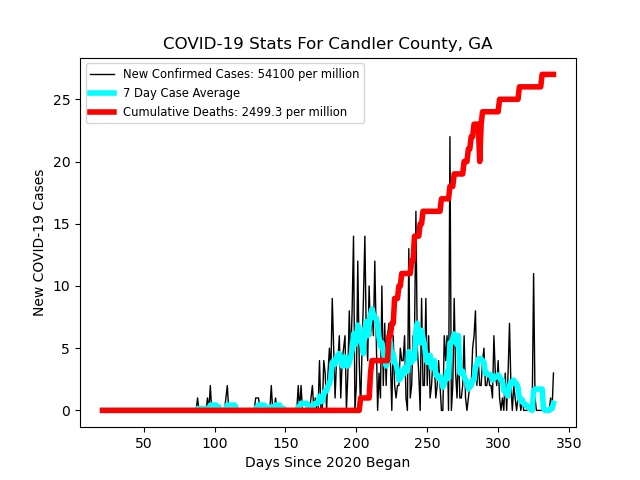 COVID-19 Stats For Candler County, GA
New Confirmed Cases: 54100 per million
7 Day Case Average
Cumulative Deaths: 2499.3 per million
New COVID-19 Cases
25
20
15
10
5
0
50 100 150 200 250 300 350
Days Since 2020 Began